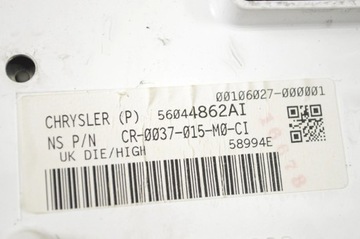 00106027-000001
CHRYSLER (P) 56044862AI
NS P/N CR-0037-015-M0-CI
UK DIE/HIGH 58994E